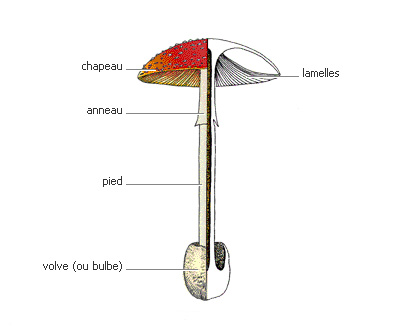 chapeau
lamelles
anneau
pied
volve (ou bulbe)